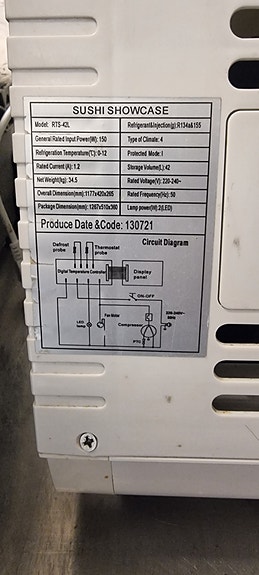 SUSHI SHOWCASE
Model: RTS-42L Refrigerant&Injection(g):R134a&155
General Rated Input Power(W): 150 Type of Climate: 4
Refrigeration Temperature(℃):0-12 Protected Mode: I
Rated Current (A): 1.2 Storage Volume(L): 42
Net Weight(kg): 34.5 Rated Voltage(V): 220-240~
Overall Dimension(mm):1177x420x265 Rated Frequency(Hz): 50
Package Dimension(mm): 1267x510x360 Lamp power(W):2(LED)
Produce Date &Code: 130721
Defrost probe
Thermostat probe
Circuit Diagram
Digital Temperature Controller
Display panel
ON-OFF
LED lamp
Fan Motor
Compressor
220-240V~
50Hz
PTC